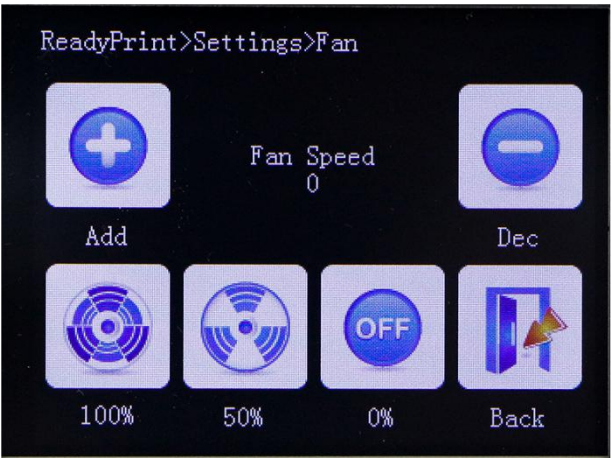 ReadyPrint>Settings>Fan
Fan Speed
0
Add
Dec
OFF
100%
50%
0%
Back